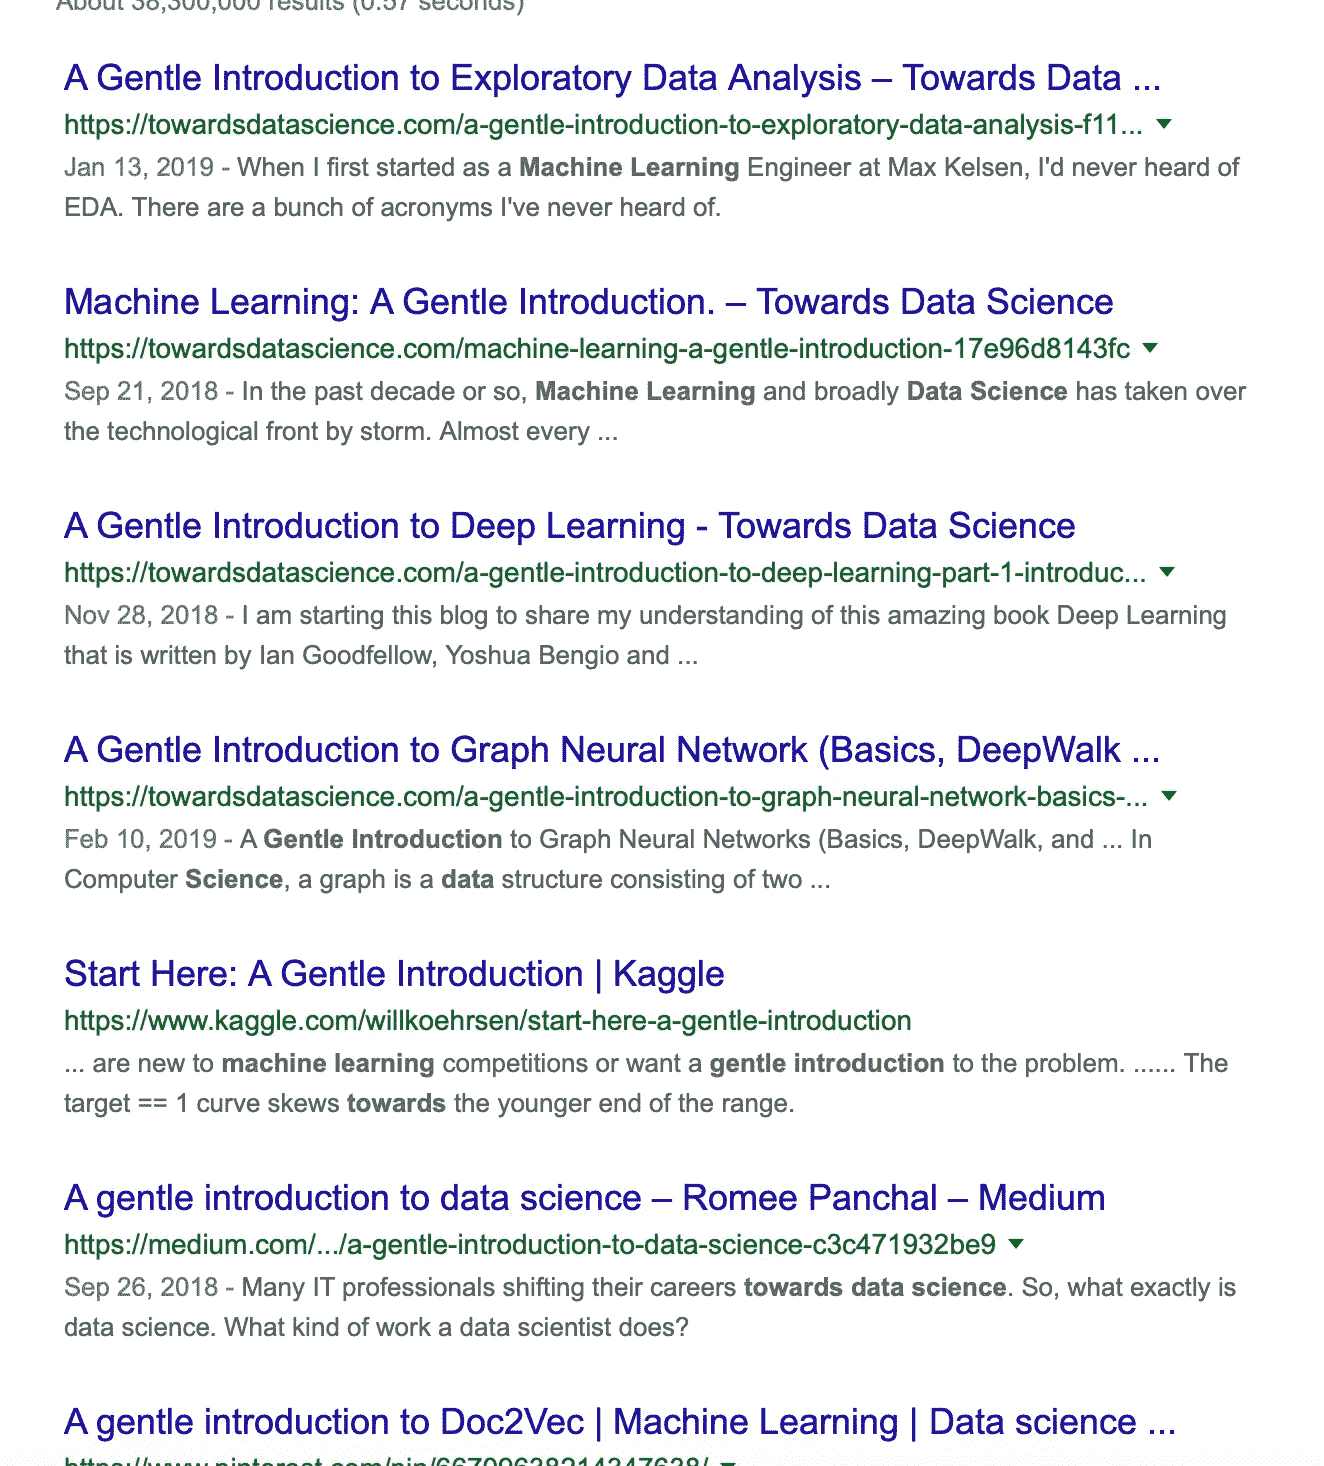 About 38,300,000 results (0.57 seconds)
A Gentle Introduction to Exploratory Data Analysis – Towards Data ...
https://towardsdatascience.com/a-gentle-introduction-to-exploratory-data-analysis-f11...
Jan 13, 2019 - When I first started as a Machine Learning Engineer at Max Kelsen, I'd never heard of
EDA. There are a bunch of acronyms I've never heard of.
Machine Learning: A Gentle Introduction. – Towards Data Science
https://towardsdatascience.com/machine-learning-a-gentle-introduction-17e96d8143fc
Sep 21, 2018 - In the past decade or so, Machine Learning and broadly Data Science has taken over
the technological front by storm. Almost every ...
A Gentle Introduction to Deep Learning - Towards Data Science
https://towardsdatascience.com/a-gentle-introduction-to-deep-learning-part-1-introduc...
Nov 28, 2018 - I am starting this blog to share my understanding of this amazing book Deep Learning
that is written by Ian Goodfellow, Yoshua Bengio and ...
A Gentle Introduction to Graph Neural Network (Basics, DeepWalk ...
https://towardsdatascience.com/a-gentle-introduction-to-graph-neural-network-basics-...
Feb 10, 2019 - A Gentle Introduction to Graph Neural Networks (Basics, DeepWalk, and ... In
Computer Science, a graph is a data structure consisting of two ...
Start Here: A Gentle Introduction | Kaggle
https://www.kaggle.com/willkoehrsen/start-here-a-gentle-introduction
... are new to machine learning competitions or want a gentle introduction to the problem. ...... The
target == 1 curve skews towards the younger end of the range.
A gentle introduction to data science – Romee Panchal – Medium
https://medium.com/.../a-gentle-introduction-to-data-science-c3c471932be9
Sep 26, 2018 - Many IT professionals shifting their careers towards data science. So, what exactly is
data science. What kind of work a data scientist does?
A gentle introduction to Doc2Vec | Machine Learning | Data science ...